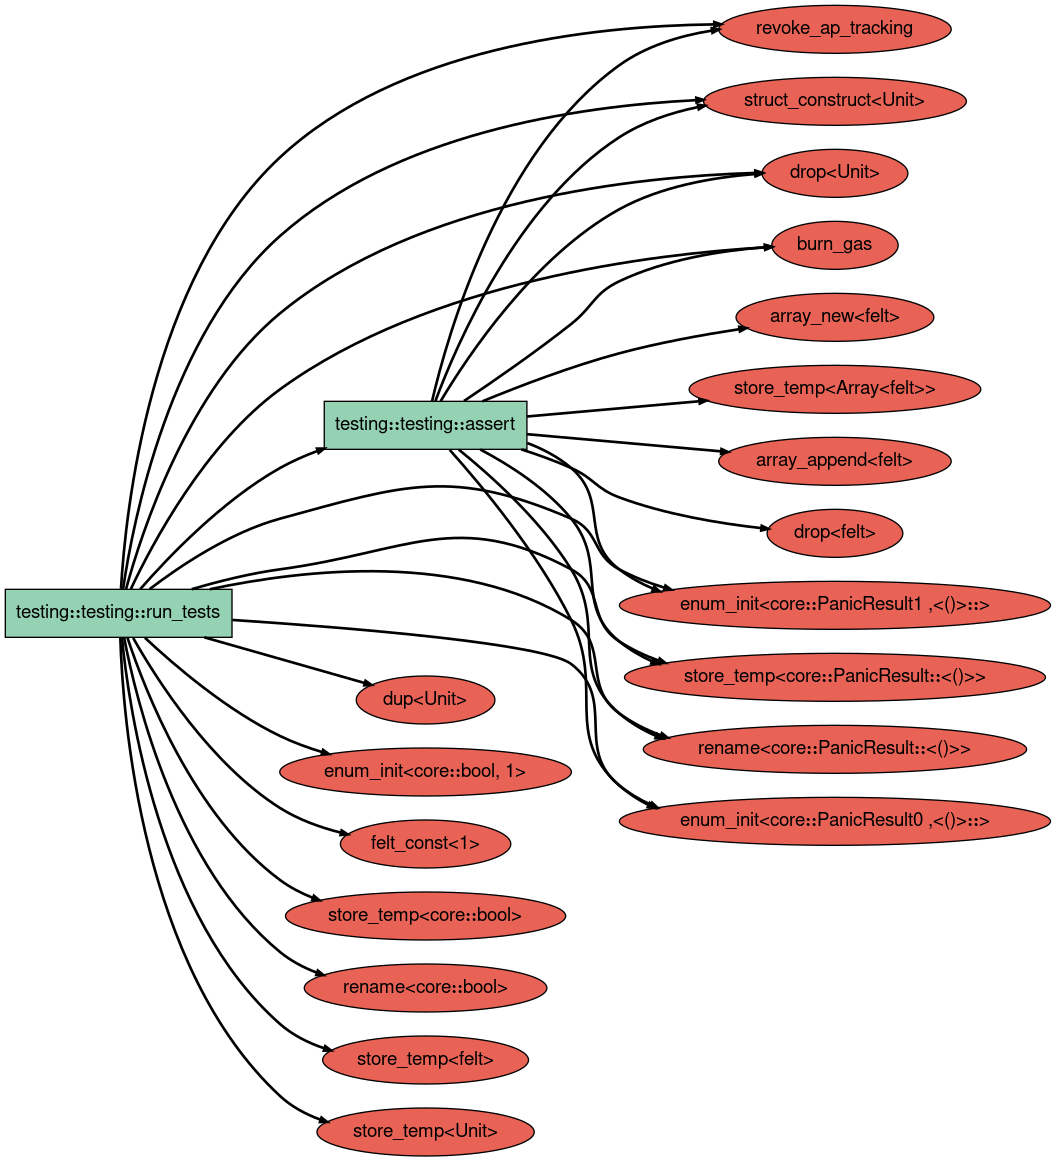 revoke_ap_tracking
struct_construct<Unit>
drop<Unit>
burn_gas
array_new<felt>
store_temp<Array<felt>>
testing::testing::assert
array_append<felt>
drop<felt>
enum_init<core::PanicResult1 ,<()>::>
testing::testing::run_tests
store_temp<core::PanicResult::<()>>
dup<Unit>
rename<core::PanicResult::<()>>
enum_init<core::bool, 1>
enum_init<core::PanicResult0 ,<()>::>
felt_const<1>
store_temp<core::bool>
rename<core::bool>
store_temp<felt>
store_temp<Unit>